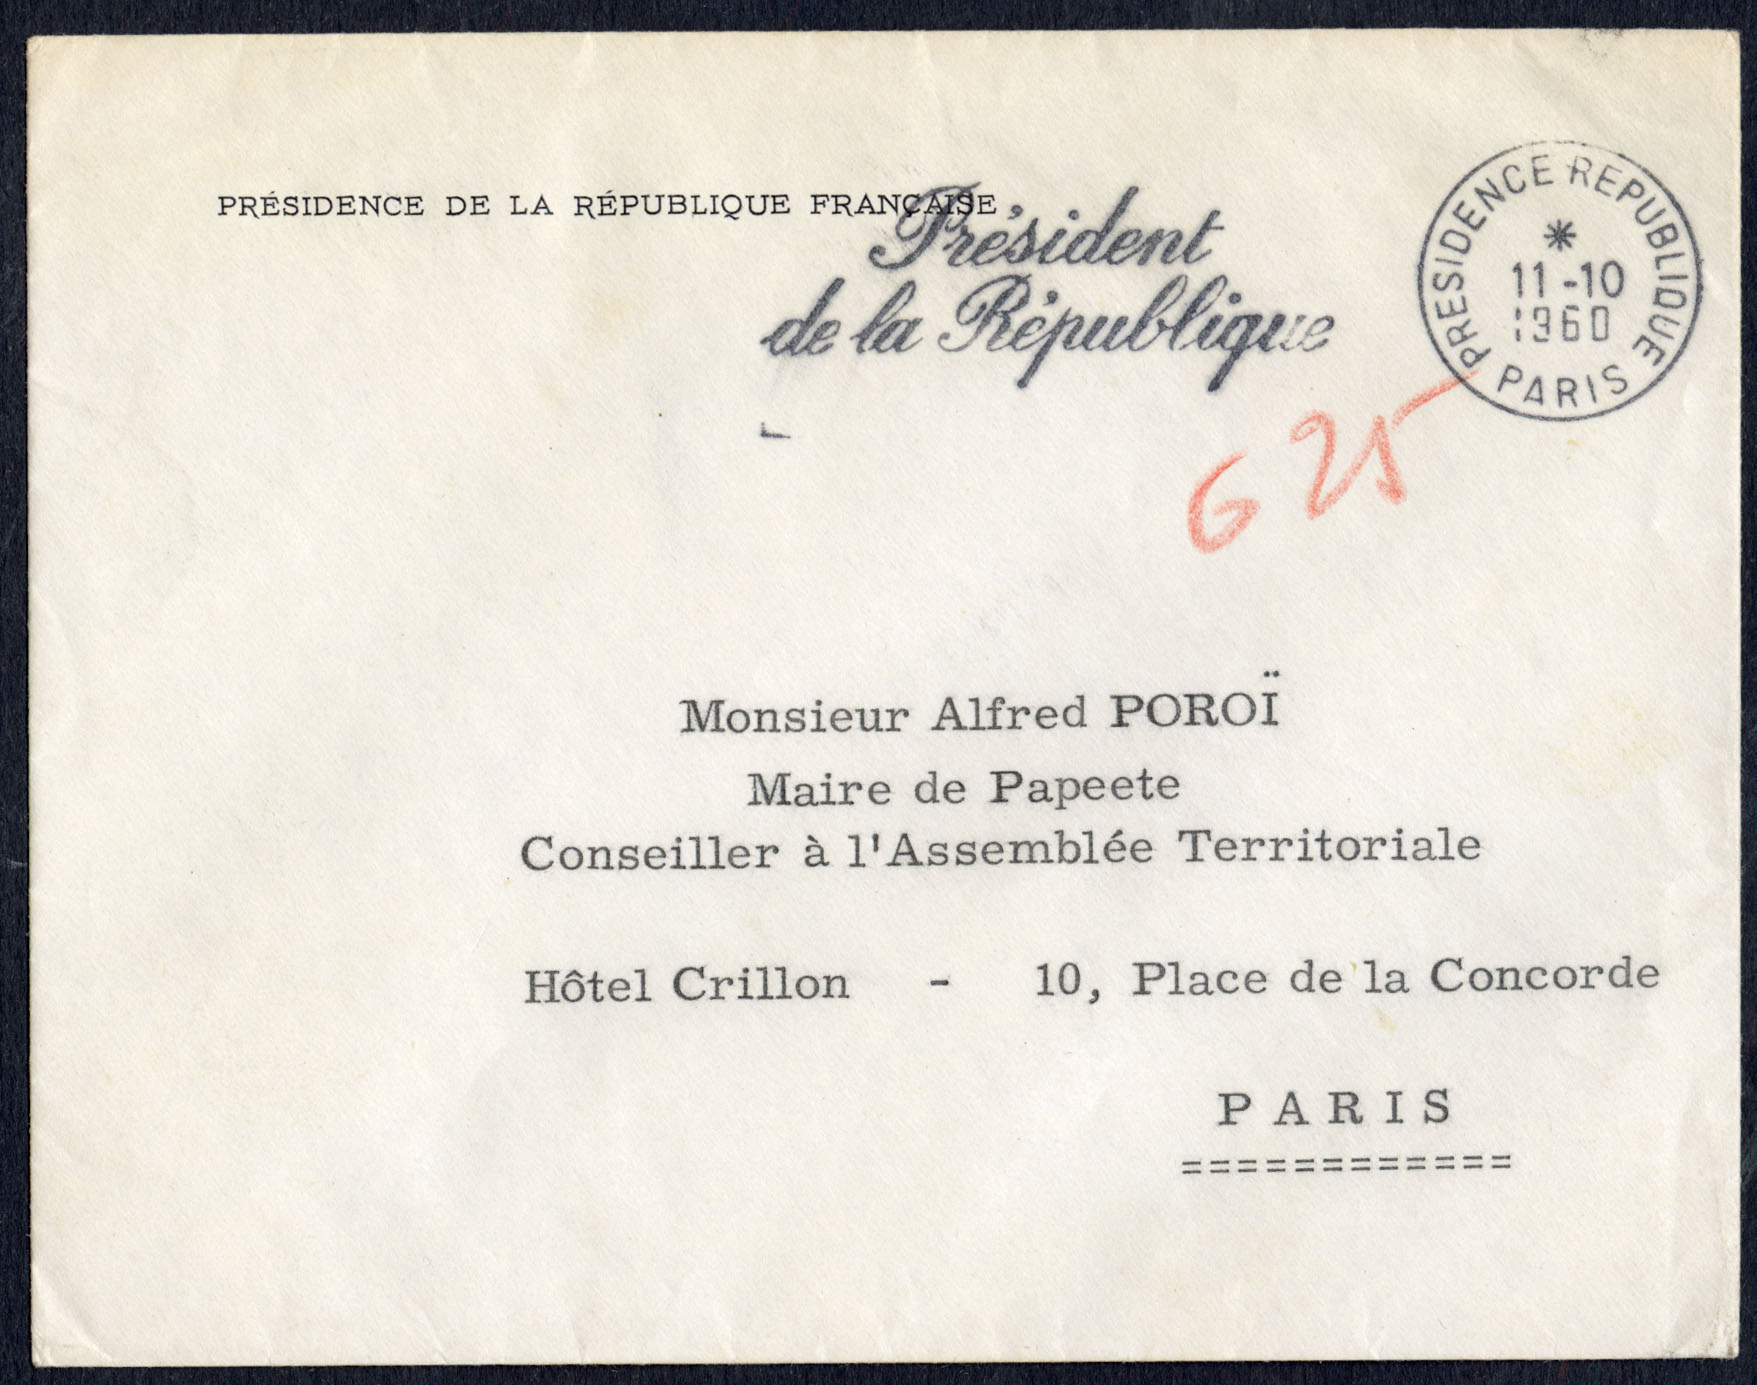 PRÉSIDENCE DE LA RÉPUBLIQUE FRANÇAISE
Président
de la République
PRESIDENCE REPUBLIQUE
*
11-10
1960
PARIS
G 25
Monsieur Alfred POROÏ
Maire de Papeete
Conseiller à l'Assemblée Territoriale
Hôtel Crillon - 10, Place de la Concorde
PARIS
============